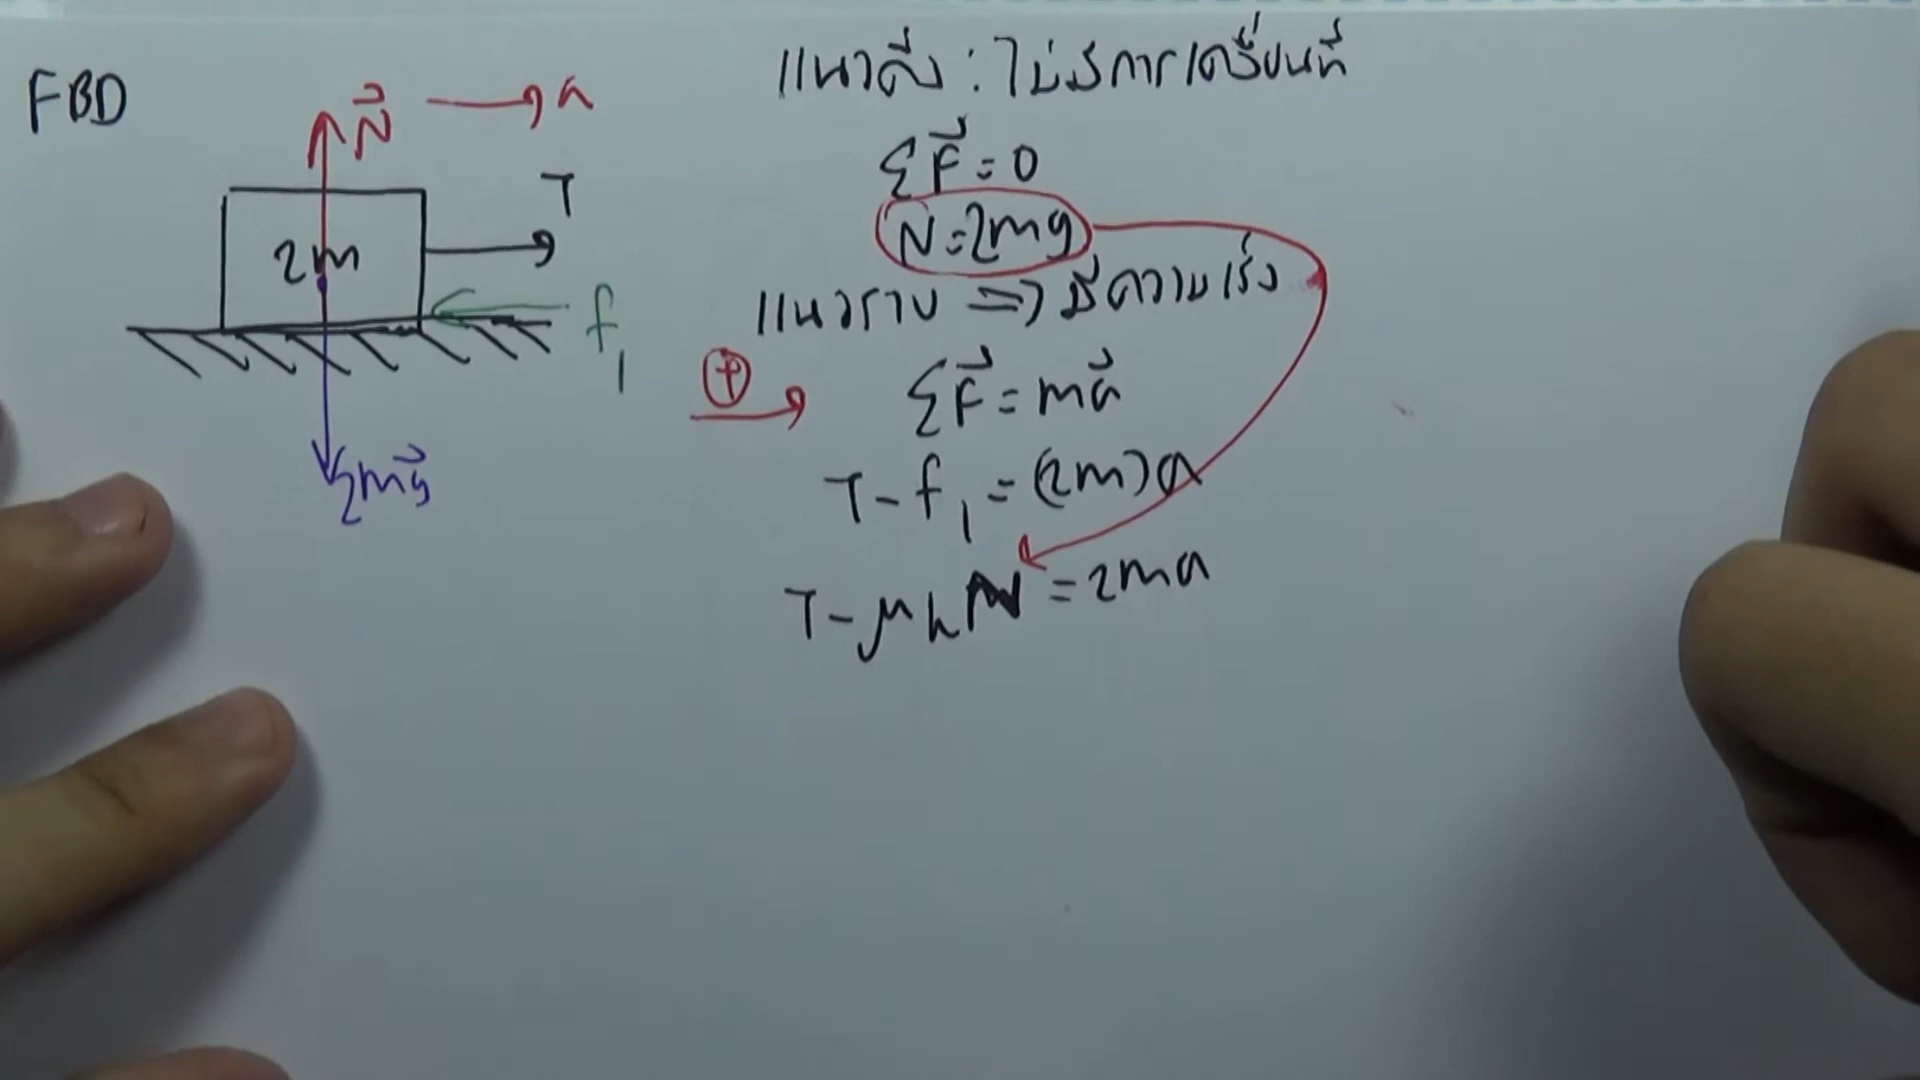 FBD
N⃗ → a
T
2m
f₁
2mg⃗
แนวดิ่ง : ไม่มีการเคลื่อนที่
ΣF⃗ = 0
N = 2mg
แนวราบ ⇒ มีความเร่ง
⊕ → ΣF⃗ = ma⃗
T - f₁ = (2m)a
T - μₖN = 2ma